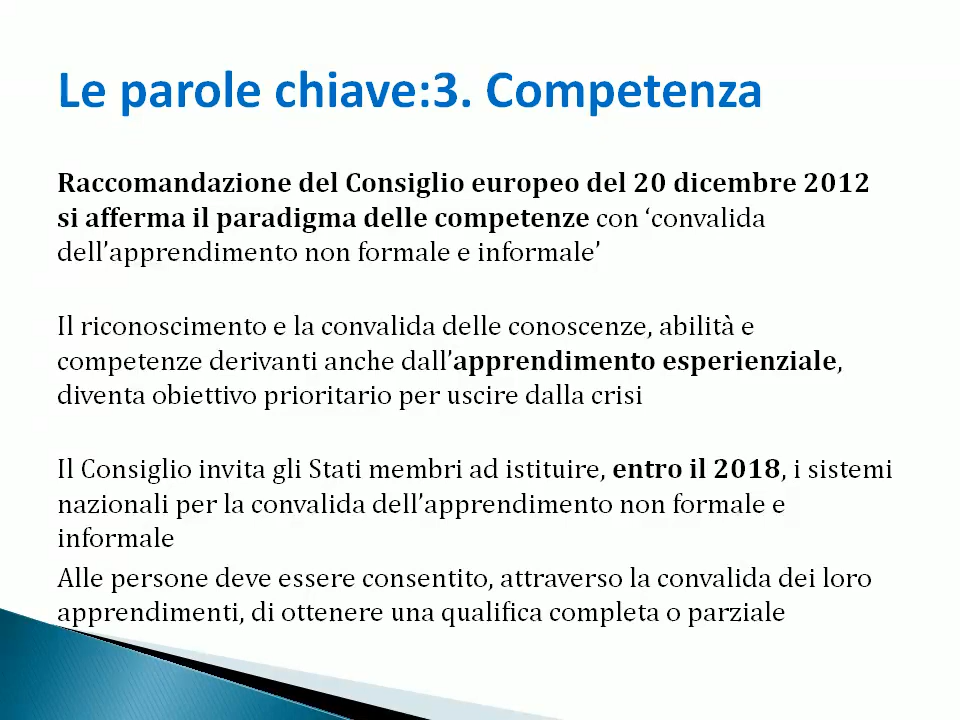 Le parole chiave:3. Competenza
Raccomandazione del Consiglio europeo del 20 dicembre 2012
si afferma il paradigma delle competenze con ‘convalida
dell’apprendimento non formale e informale’
Il riconoscimento e la convalida delle conoscenze, abilità e
competenze derivanti anche dall’apprendimento esperienziale,
diventa obiettivo prioritario per uscire dalla crisi
Il Consiglio invita gli Stati membri ad istituire, entro il 2018, i sistemi
nazionali per la convalida dell’apprendimento non formale e
informale
Alle persone deve essere consentito, attraverso la convalida dei loro
apprendimenti, di ottenere una qualifica completa o parziale